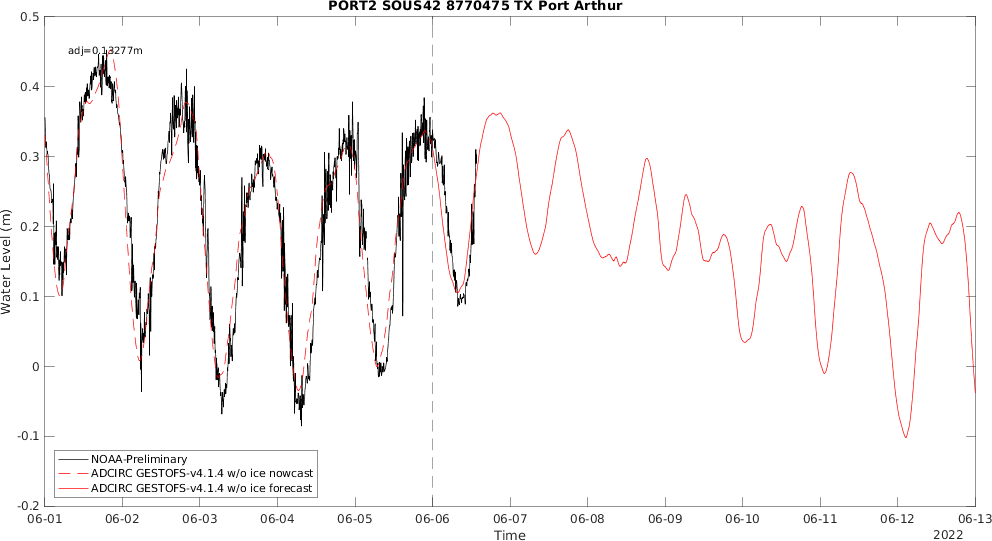 PORT2 SOUS42 8770475 TX Port Arthur
adj=0.13277m
0.5
0.4
0.3
0.2
0.1
0
-0.1
-0.2
Water Level (m)
NOAA-Preliminary
ADCIRC GESTOFS-v4.1.4 w/o ice nowcast
ADCIRC GESTOFS-v4.1.4 w/o ice forecast
06-01 06-02 06-03 06-04 06-05 06-06 06-07 06-08 06-09 06-10 06-11 06-12 06-13
Time
2022